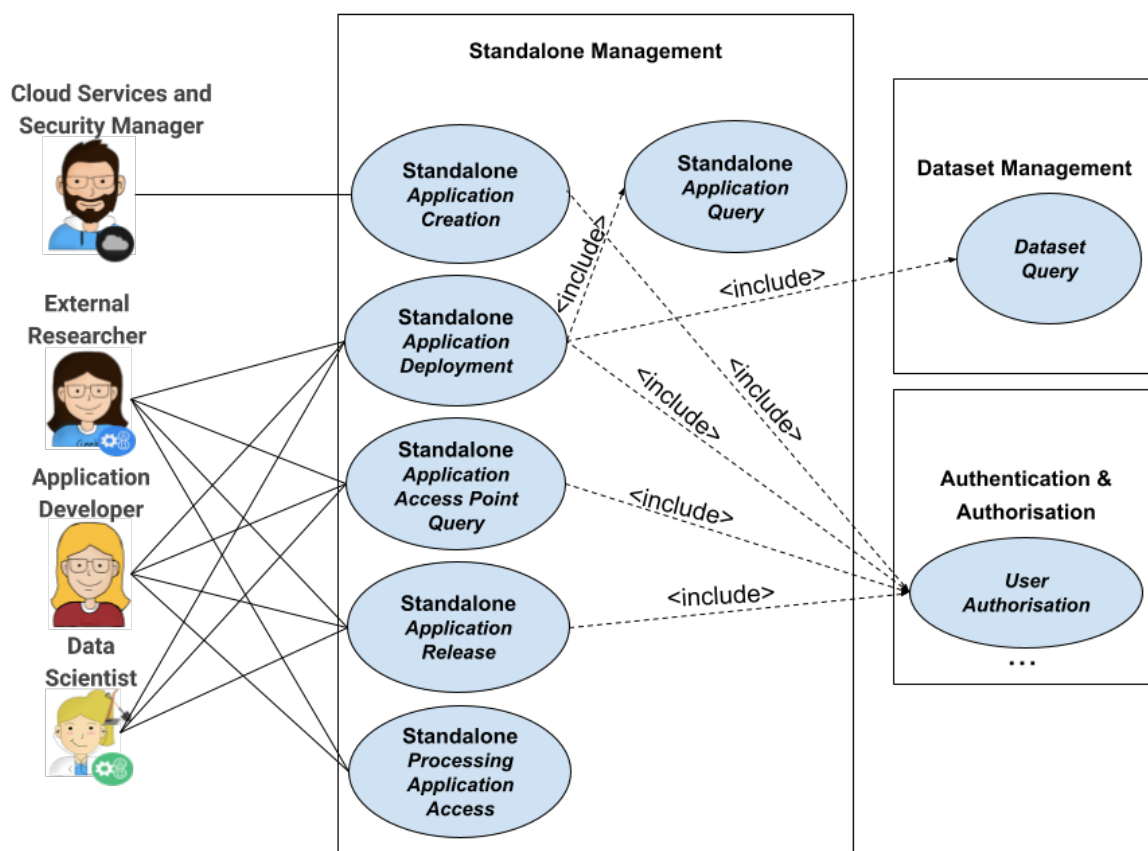 Standalone Management
Cloud Services and
Security Manager
Standalone
Application
Creation
Standalone
Application
Query
Dataset Management
Dataset
Query
<include>
<include>
External
Researcher
Standalone
Application
Deployment
<include>
<include>
Application
Developer
Standalone
Application
Access Point
Query
<include>
Authentication &
Authorisation
User
Authorisation
...
<include>
Standalone
Application
Release
Data
Scientist
Standalone
Processing
Application
Access